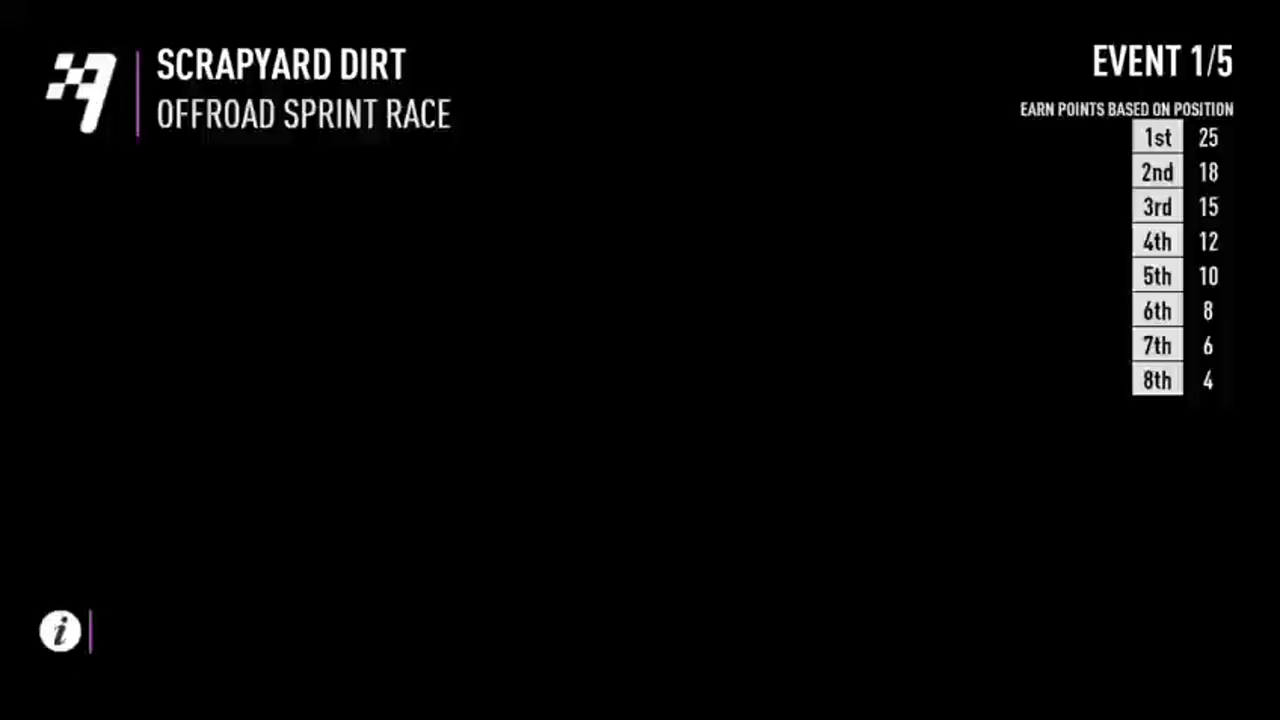 SCRAPYARD DIRT
OFFROAD SPRINT RACE
EVENT 1/5
EARN POINTS BASED ON POSITION
1st 25
2nd 18
3rd 15
4th 12
5th 10
6th 8
7th 6
8th 4
i